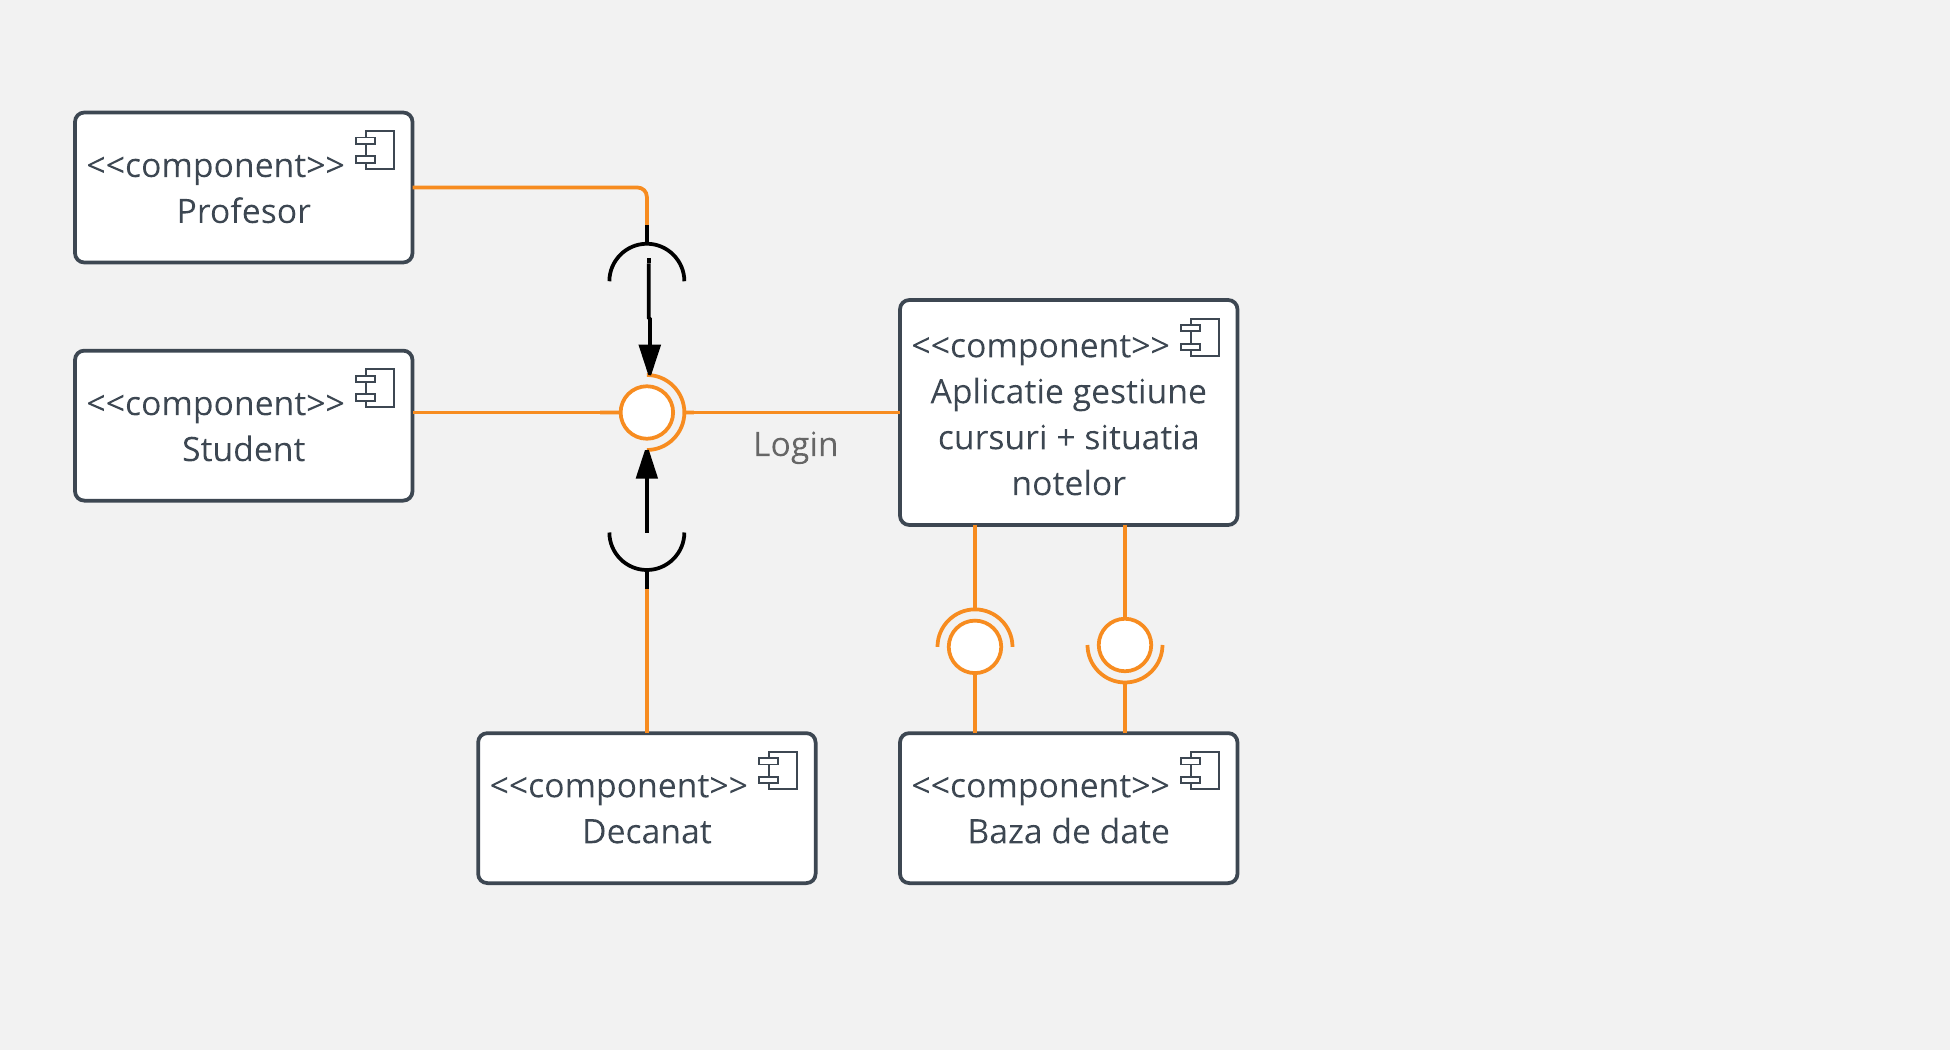 <<component>>
Profesor
<<component>>
Student
Login
<<component>>
Aplicatie gestiune
cursuri + situatia
notelor
<<component>>
Decanat
<<component>>
Baza de date